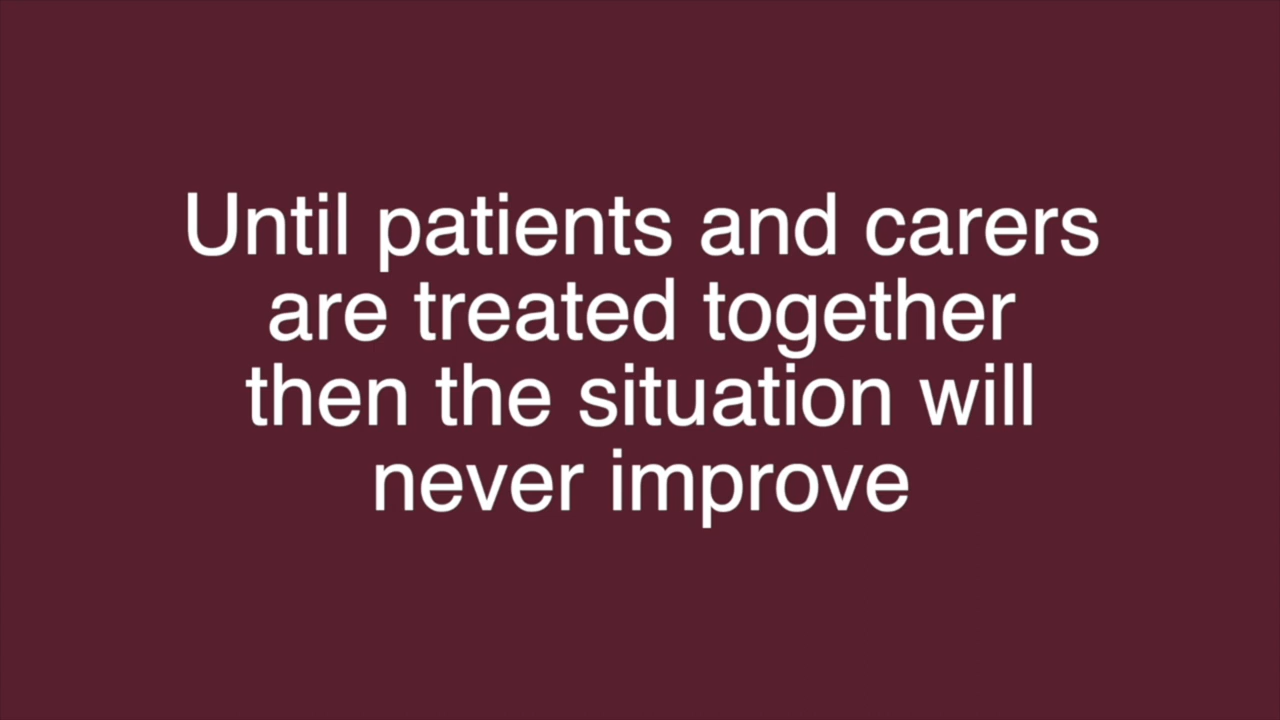 Until patients and carers
are treated together
then the situation will
never improve